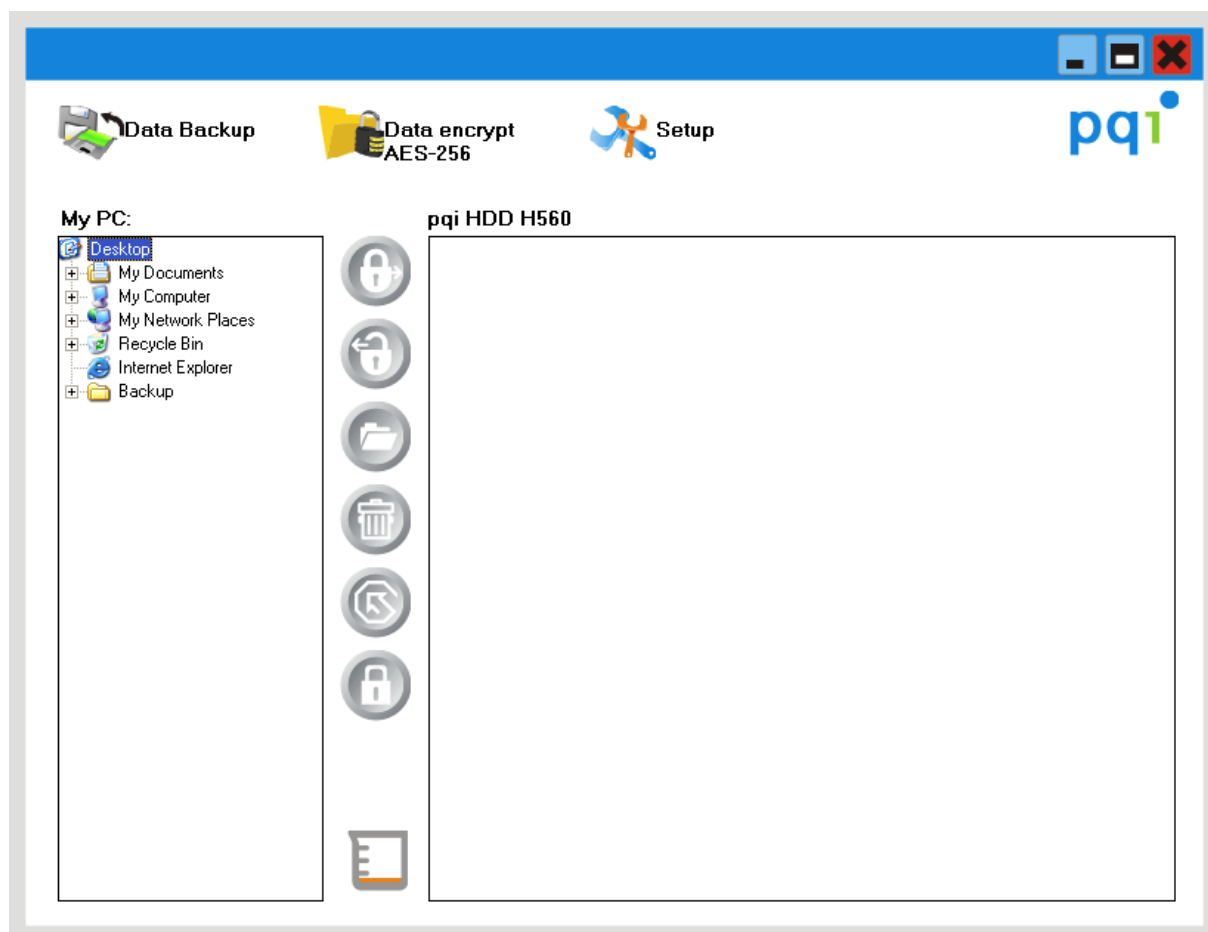 Data Backup
Data encrypt
AES-256
Setup
pqi
My PC:
pqi HDD H560
Desktop
My Documents
My Computer
My Network Places
Recycle Bin
Internet Explorer
Backup